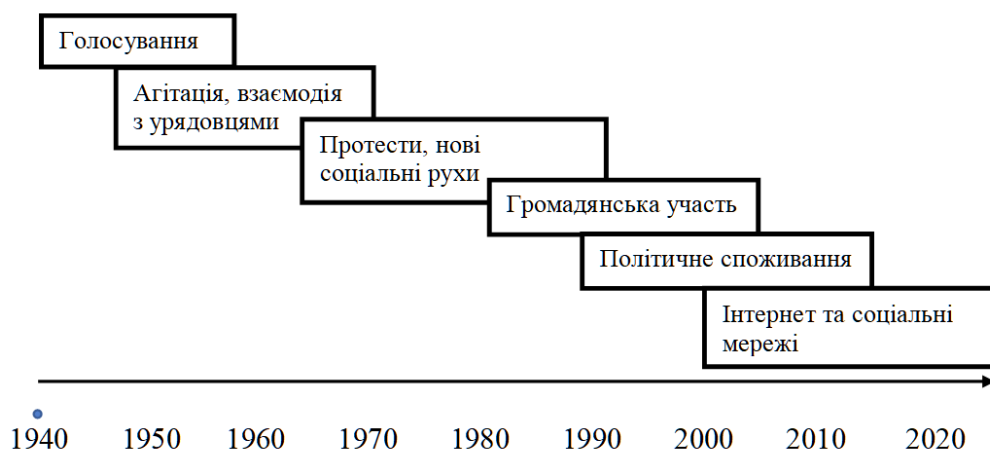 Голосування
Агітація, взаємодія
з урядовцями
Протести, нові
соціальні рухи
Громадянська участь
Політичне споживання
Інтернет та соціальні
мережі
1940 1950 1960 1970 1980 1990 2000 2010 2020